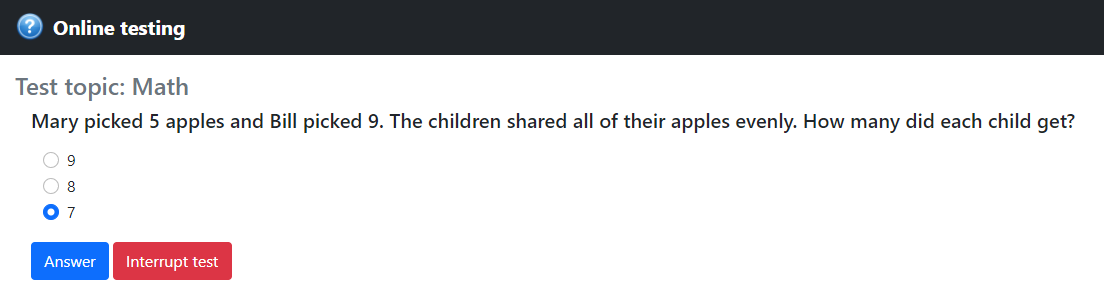 Online testing
Test topic: Math
Mary picked 5 apples and Bill picked 9. The children shared all of their apples evenly. How many did each child get?
9
8
7
Answer Interrupt test